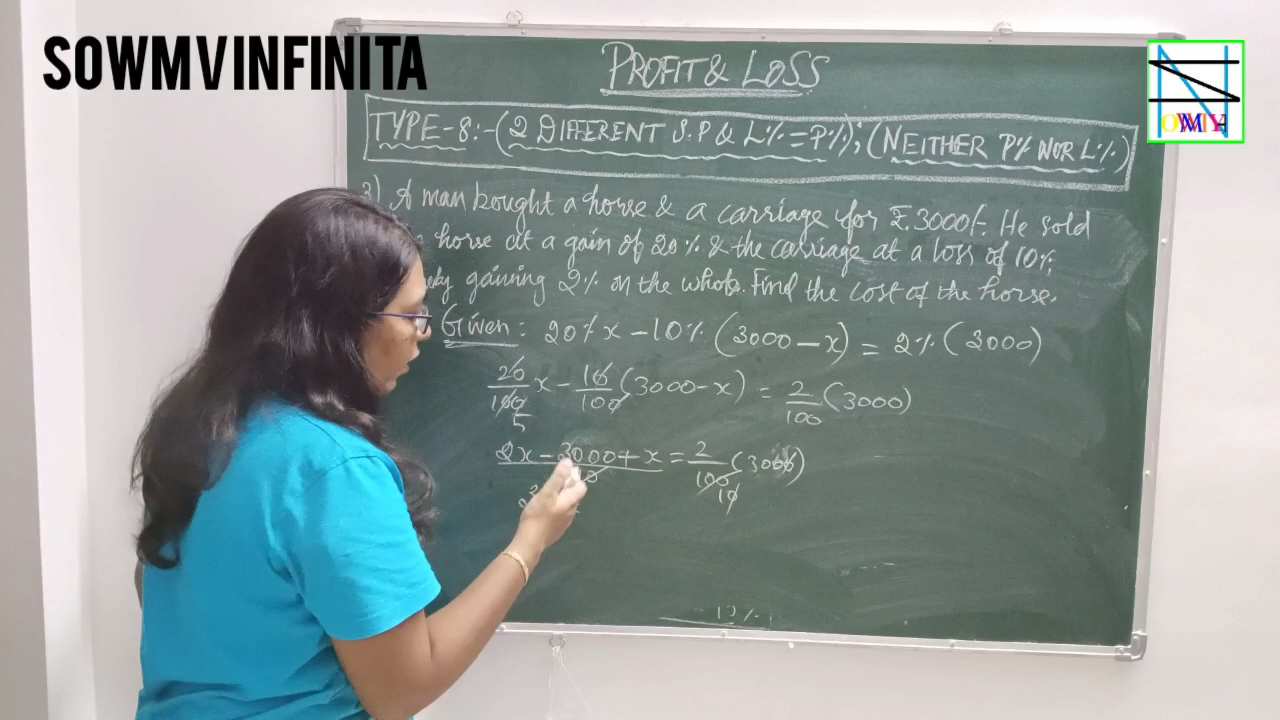 SOWMVINFINITA
PROFIT & LOSS
TYPE-8:-(2 DIFFERENT S.P & L%=P%); (NEITHER P% NOR L%)
3) A man bought a horse & a carriage for ₹.3000/-. He sold
horse at a gain of 20% & the carriage at a loss of 10%,
gaining 2% on the whole. Find the cost of the horse.
Given: 20% x - 10% (3000 - x) = 2% (3000)
20/100 x - 10/100 (3000 - x) = 2/100 (3000)
5
2x - 3000 + x = 2/100 (3000)
10